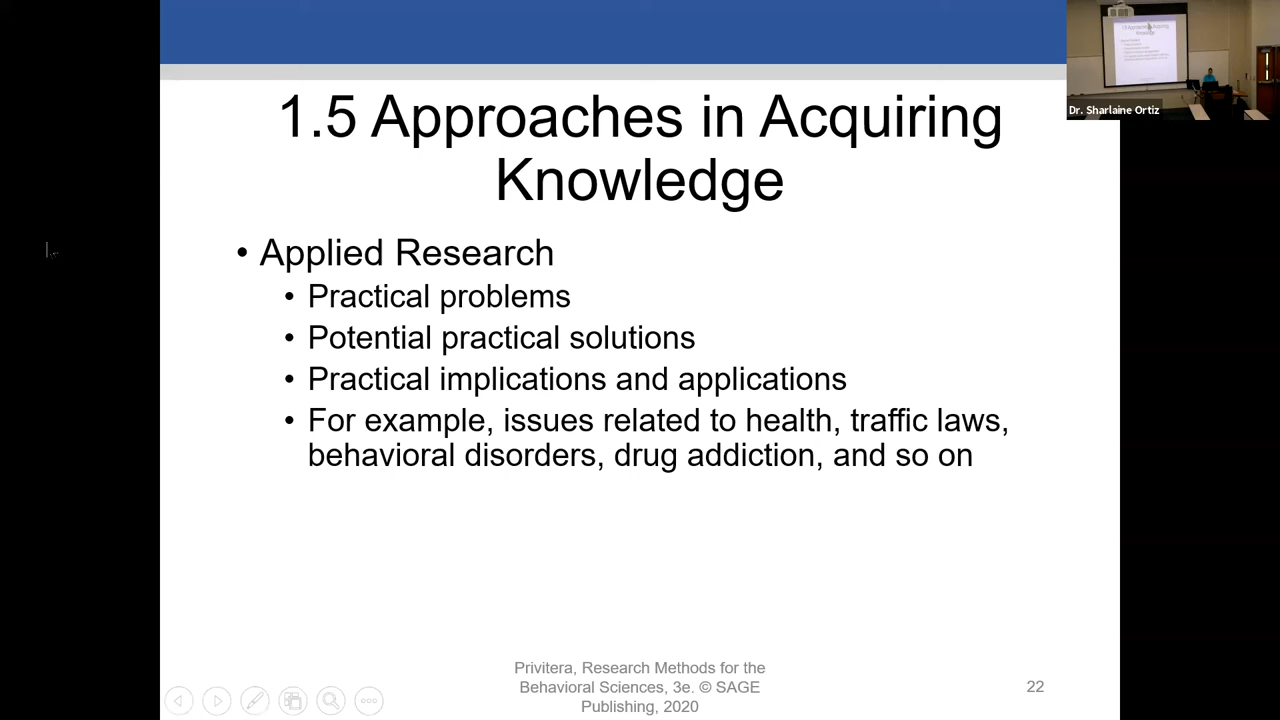 1.5 Approaches in Acquiring
Knowledge
• Applied Research
• Practical problems
• Potential practical solutions
• Practical implications and applications
• For example, issues related to health, traffic laws,
behavioral disorders, drug addiction, and so on
Privitera, Research Methods for the
Behavioral Sciences, 3e. © SAGE
Publishing, 2020
22
Dr. Sharlaine Ortiz